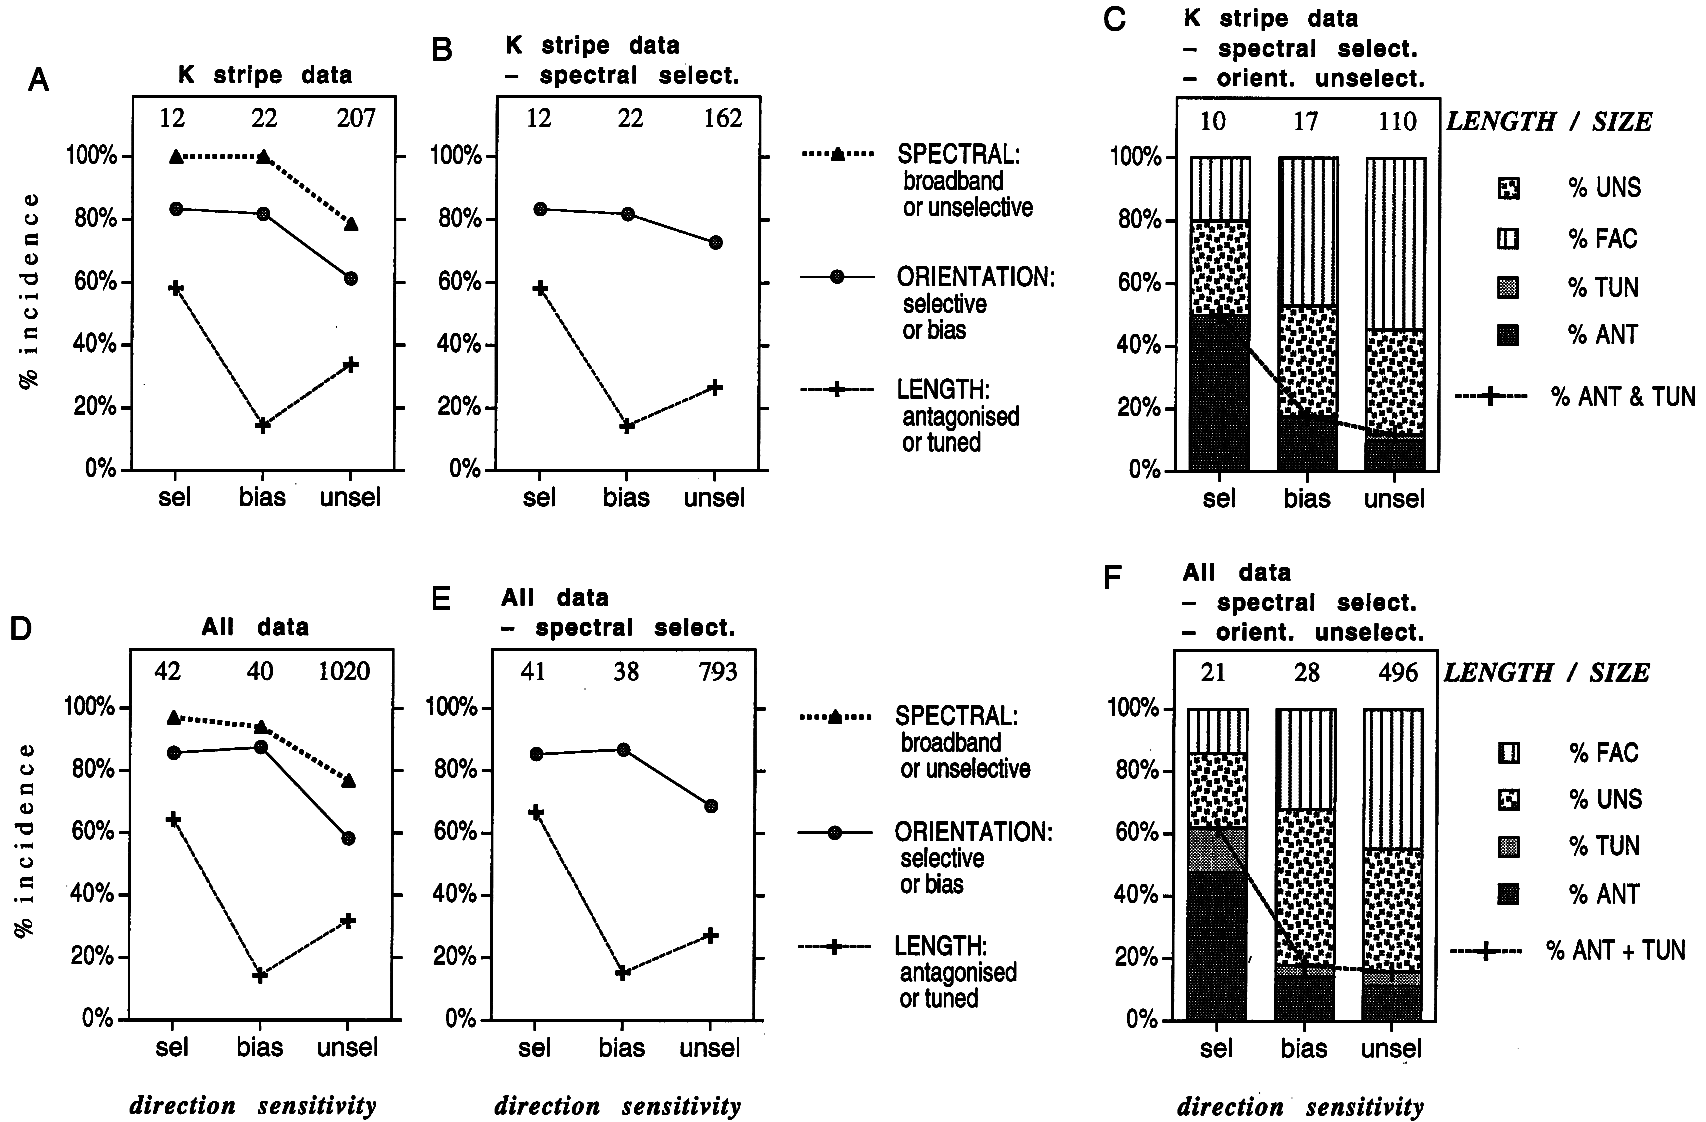 A
K stripe data
12 22 207
100%
80%
60%
40%
20%
0%
% incidence
sel bias unsel
B
K stripe data
– spectral select.
12 22 162
100%
80%
60%
40%
20%
0%
sel bias unsel
SPECTRAL:
broadband
or unselective
ORIENTATION:
selective
or bias
LENGTH:
antagonised
or tuned
C
K stripe data
– spectral select.
– orient. unselect.
10 17 110
100%
80%
60%
40%
20%
0%
sel bias unsel
LENGTH / SIZE
% UNS
% FAC
% TUN
% ANT
% ANT & TUN
D
All data
42 40 1020
100%
80%
60%
40%
20%
0%
% incidence
sel bias unsel
direction sensitivity
E
All data
– spectral select.
41 38 793
100%
80%
60%
40%
20%
0%
sel bias unsel
direction sensitivity
SPECTRAL:
broadband
or unselective
ORIENTATION:
selective
or bias
LENGTH:
antagonised
or tuned
F
All data
– spectral select.
– orient. unselect.
21 28 496
100%
80%
60%
40%
20%
0%
sel bias unsel
direction sensitivity
LENGTH / SIZE
% FAC
% UNS
% TUN
% ANT
% ANT + TUN